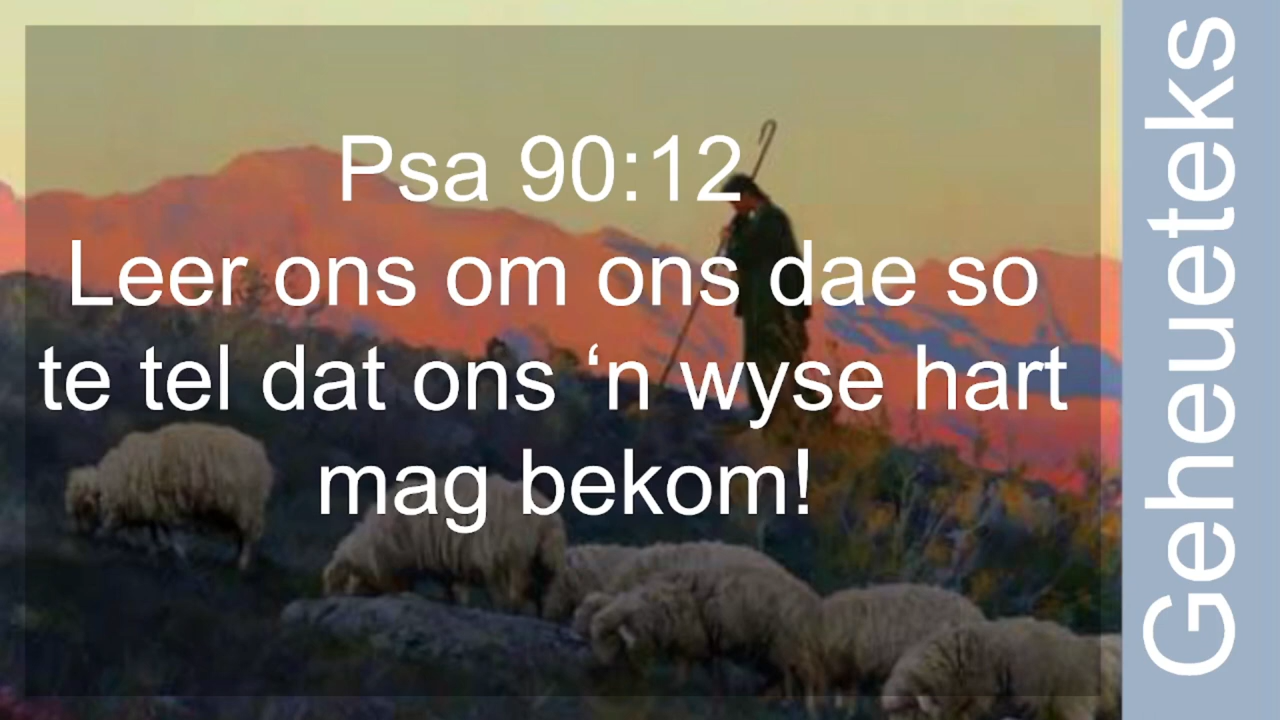 Psa 90:12
Leer ons om ons dae so
te tel dat ons ‘n wyse hart
mag bekom!
Geheueteks